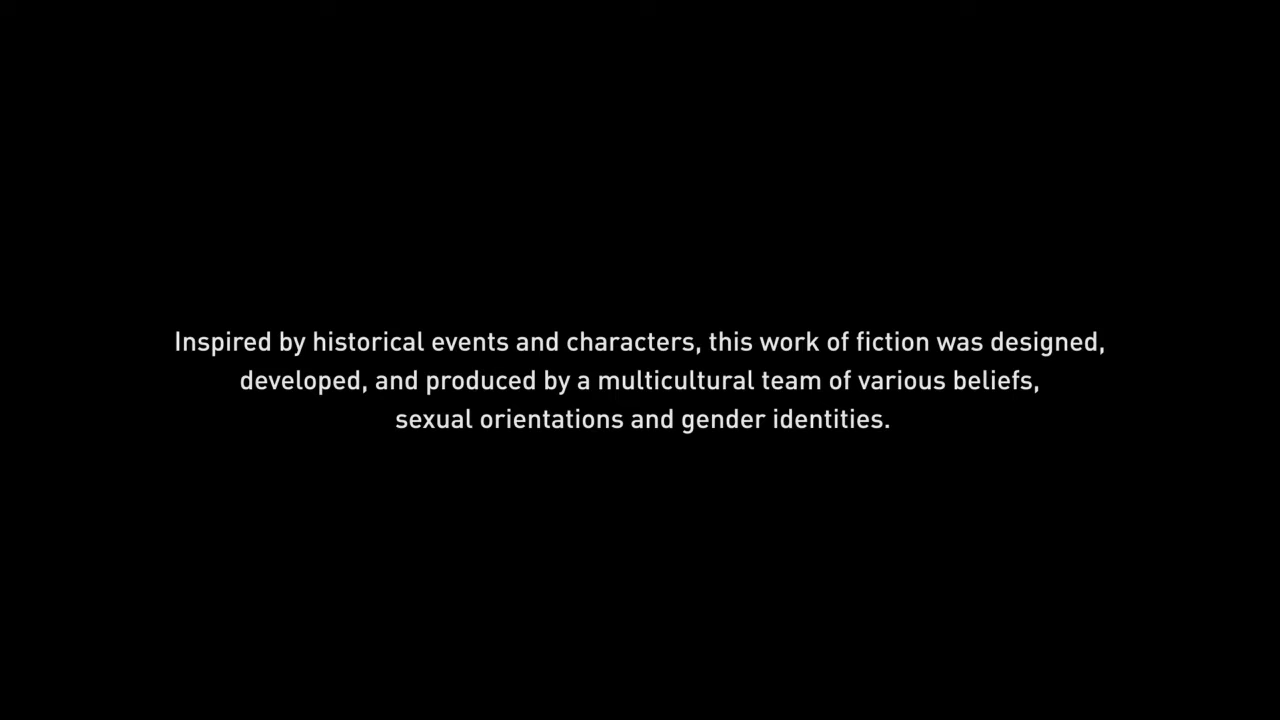 Inspired by historical events and characters, this work of fiction was designed,
developed, and produced by a multicultural team of various beliefs,
sexual orientations and gender identities.